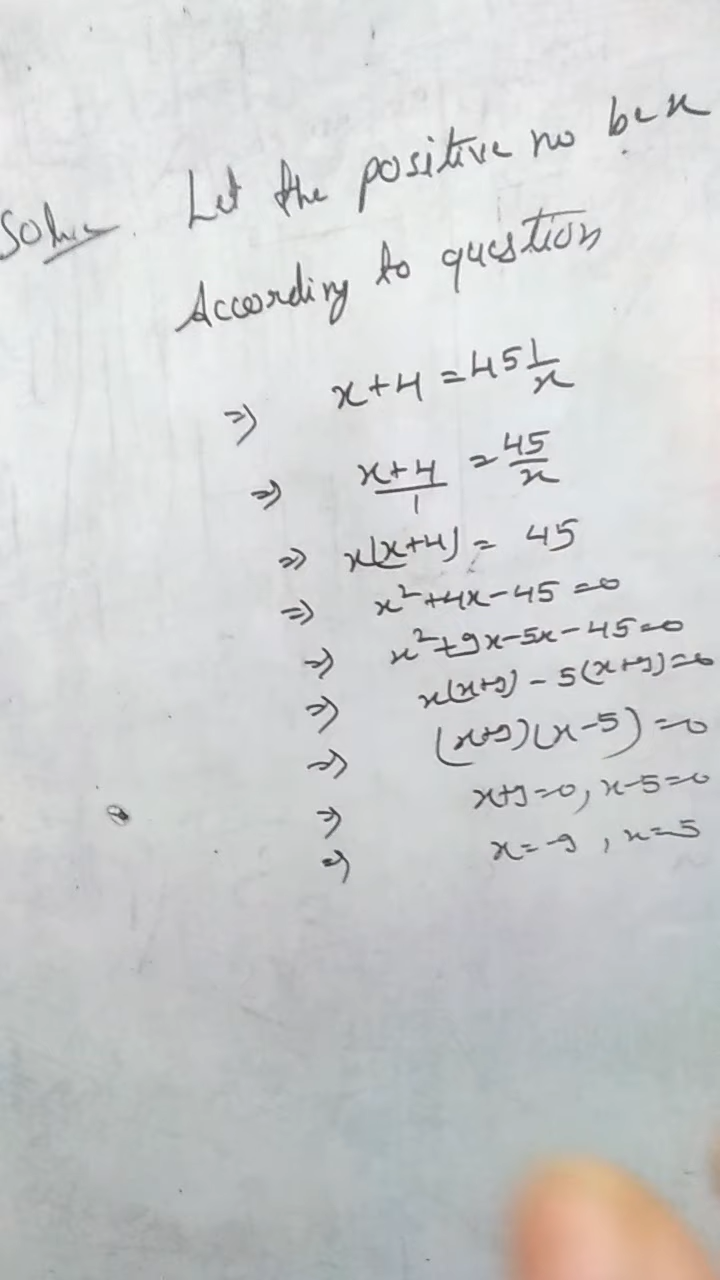 Soln Let the positive no be x
According to question
⇒ x+4 = 45 1/x
⇒ x+4/1 = 45/x
⇒ x(x+4) = 45
⇒ x²+4x-45=0
⇒ x²+9x-5x-45=0
⇒ x(x+9)-5(x+9)=0
⇒ (x+9)(x-5)=0
⇒ x+9=0, x-5=0
⇒ x=-9, x=5